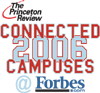 The
Princeton
Review
CONNECTED
2006
CAMPUSES
@ Forbes
.com